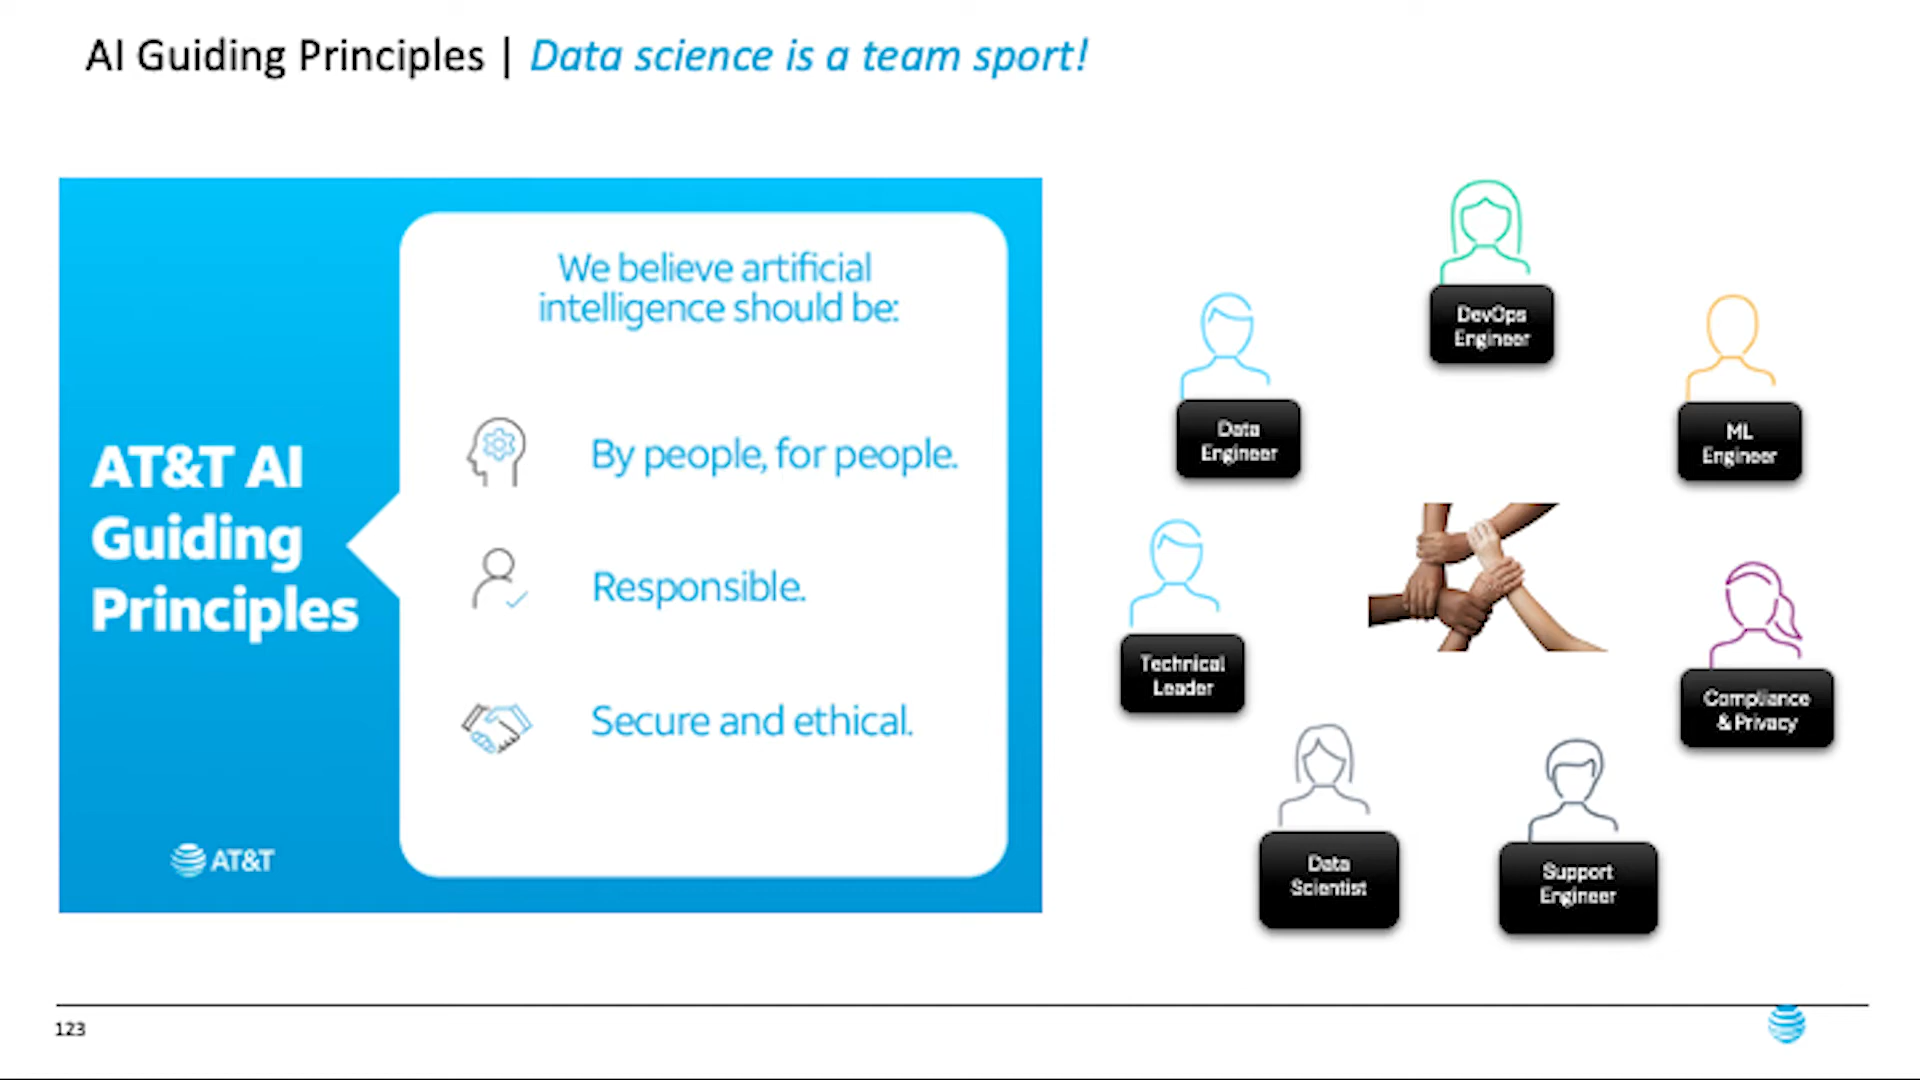 AI Guiding Principles | Data science is a team sport!
AT&T AI
Guiding
Principles
AT&T
We believe artificial
intelligence should be:
By people, for people.
Responsible.
Secure and ethical.
DevOps
Engineer
Data
Engineer
ML
Engineer
Technical
Leader
Compliance
& Privacy
Data
Scientist
Support
Engineer
123